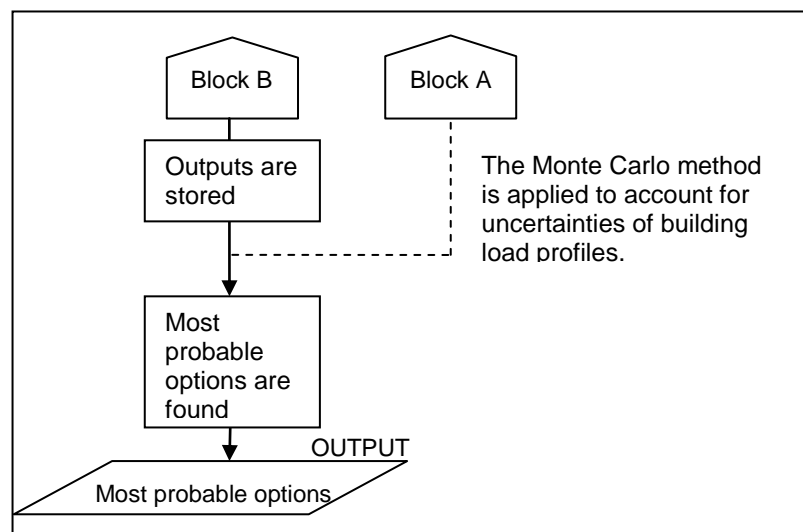 Block B
Block A
Outputs are
stored
The Monte Carlo method
is applied to account for
uncertainties of building
load profiles.
Most
probable
options are
found
OUTPUT
Most probable options